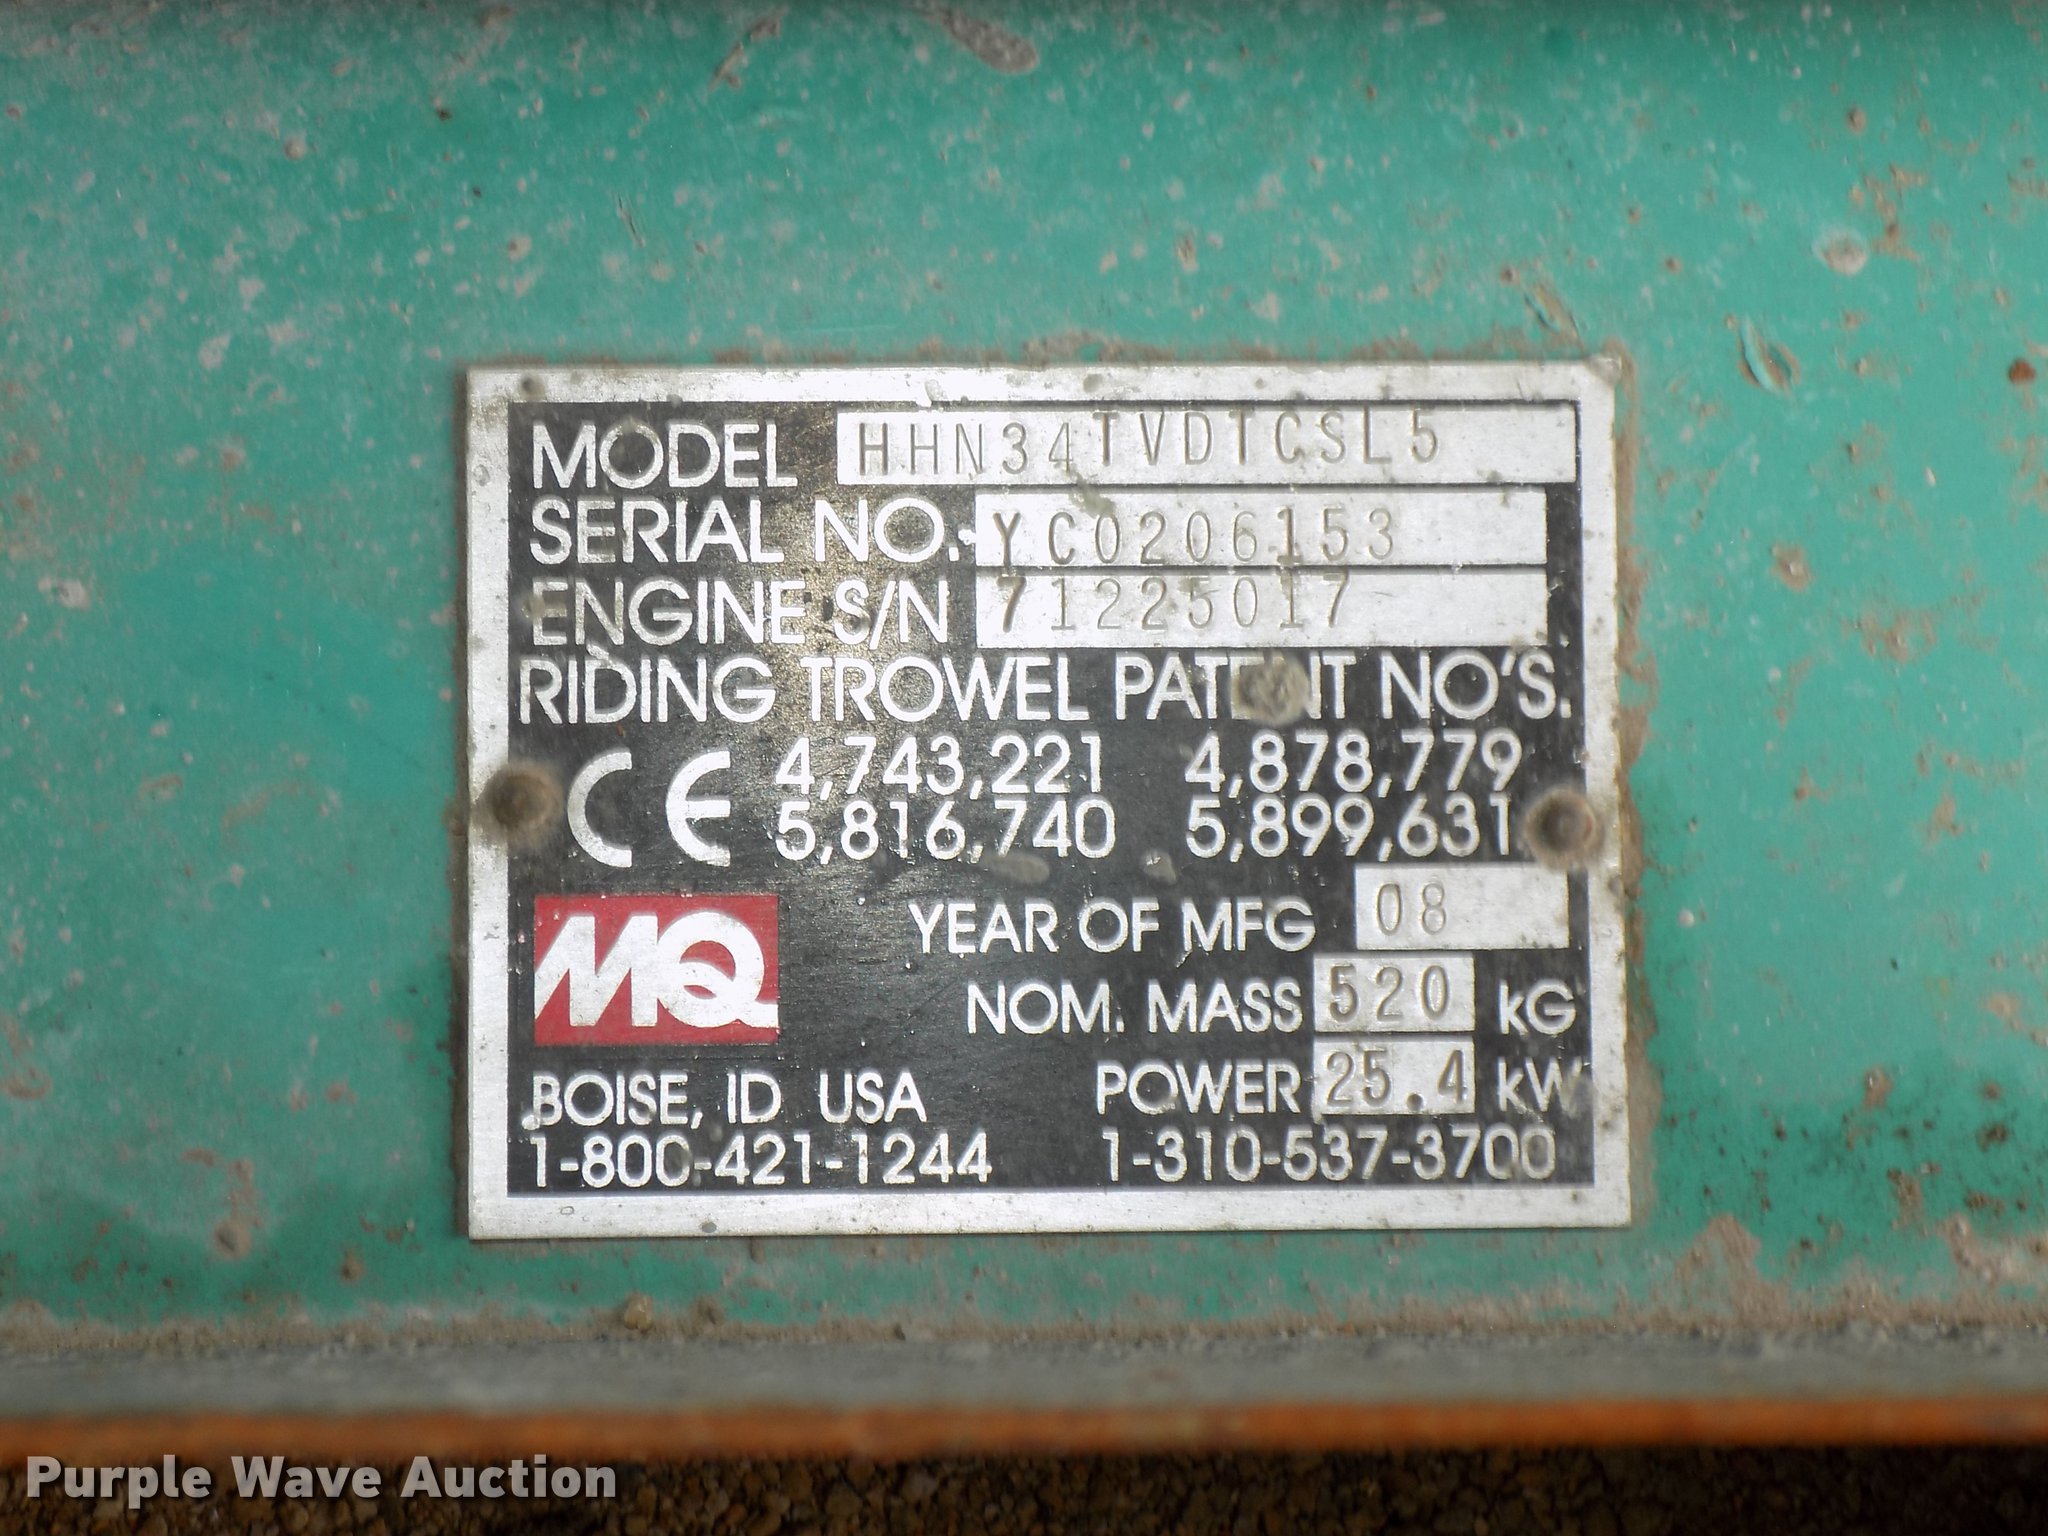 MODEL HHN34TVDTCSL5
SERIAL NO. YC0206153
ENGINE S/N 71225017
RIDING TROWEL PATENT NO'S.
CE 4,743,221 4,878,779
5,816,740 5,899,631
MQ
YEAR OF MFG 08
NOM. MASS 520 KG
POWER 25.4 KW
BOISE, ID USA
1-800-421-1244 1-310-537-3700
Purple Wave Auction